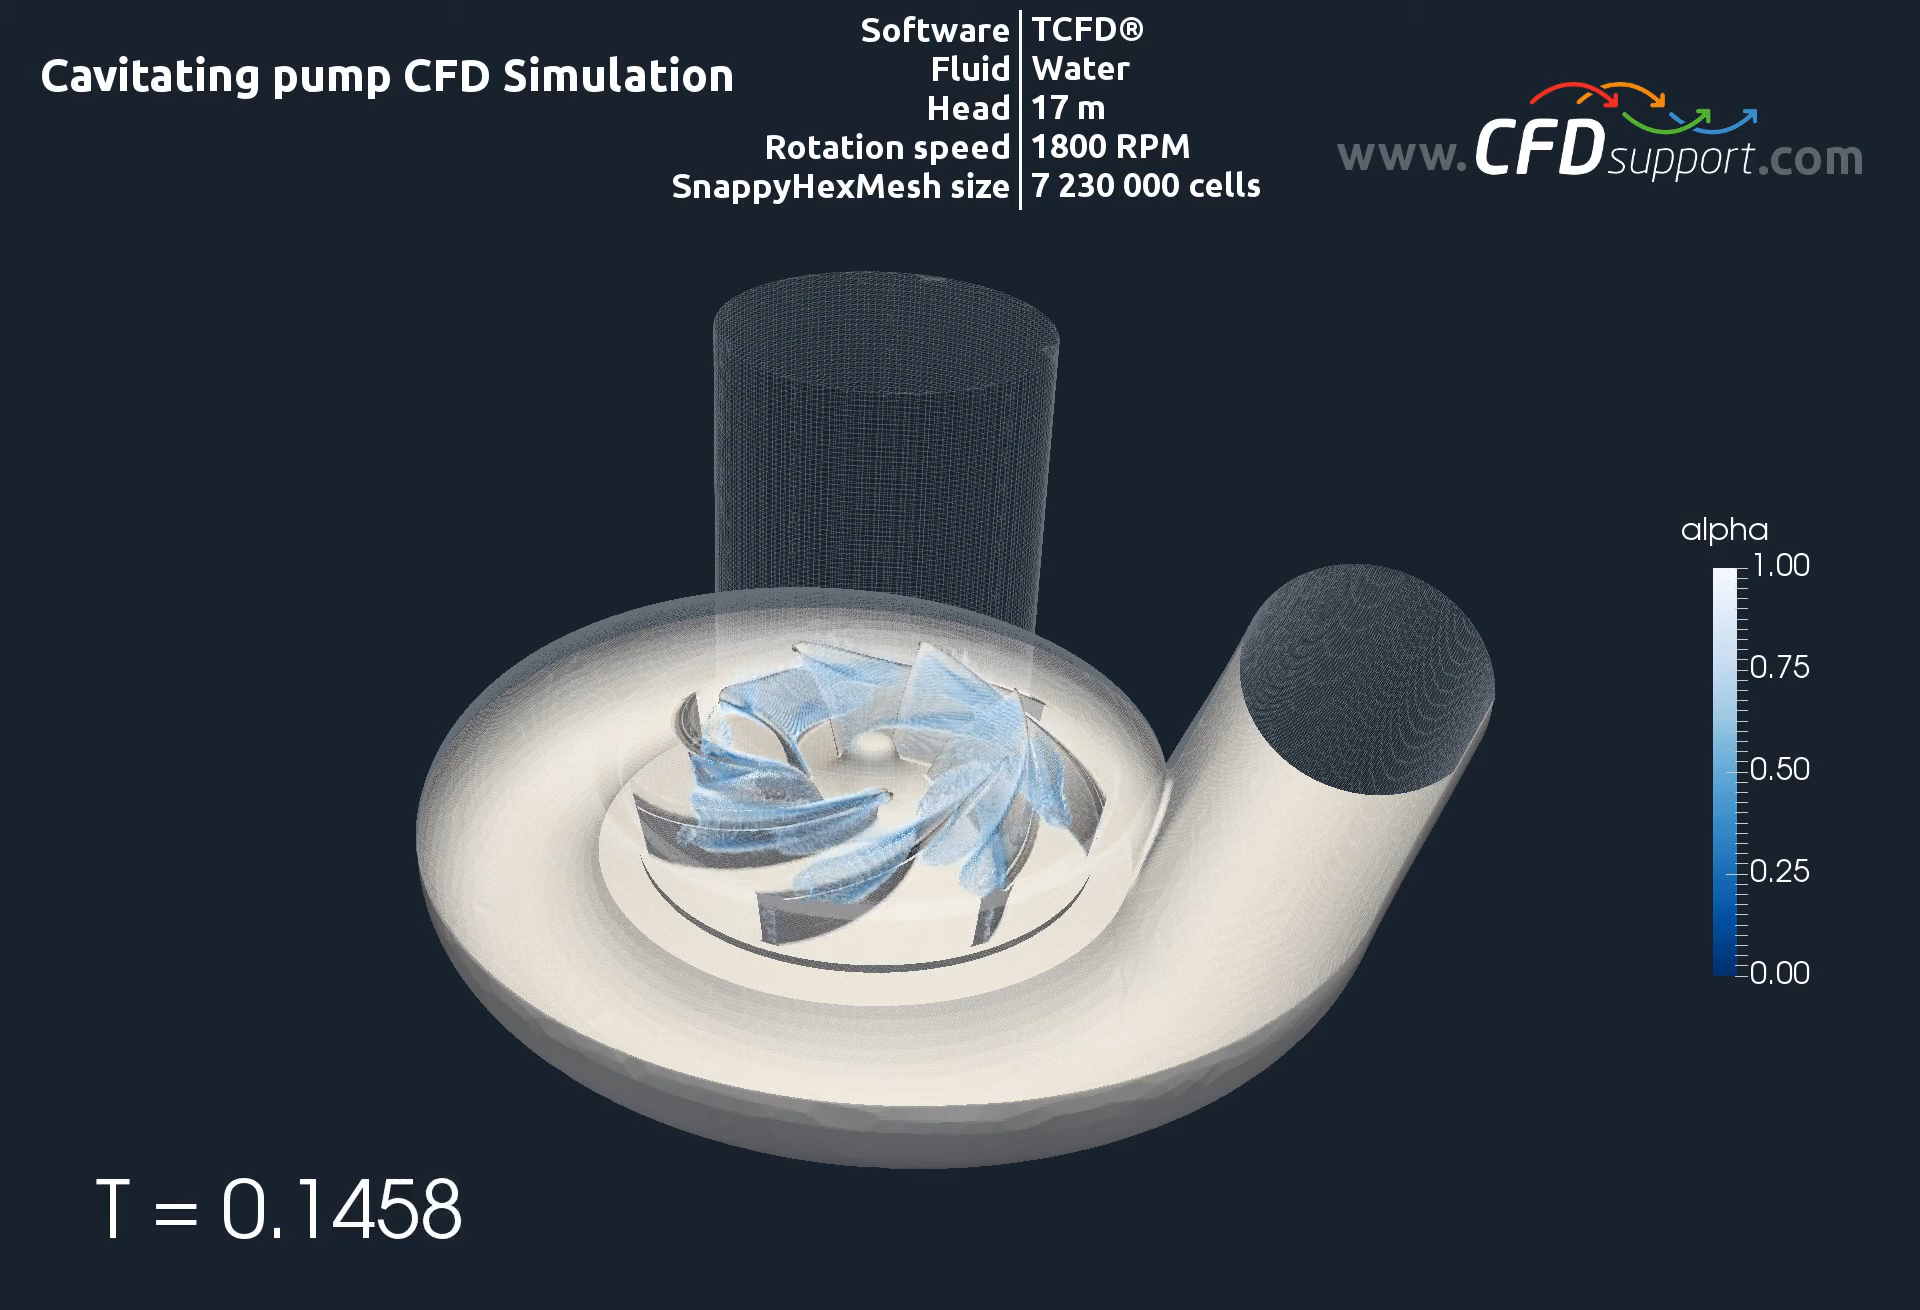 Cavitating pump CFD Simulation
Software TCFD®
Fluid Water
Head 17 m
Rotation speed 1800 RPM
SnappyHexMesh size 7 230 000 cells
www.CFDsupport.com
alpha
1.00
0.75
0.50
0.25
0.00
T = 0.1458